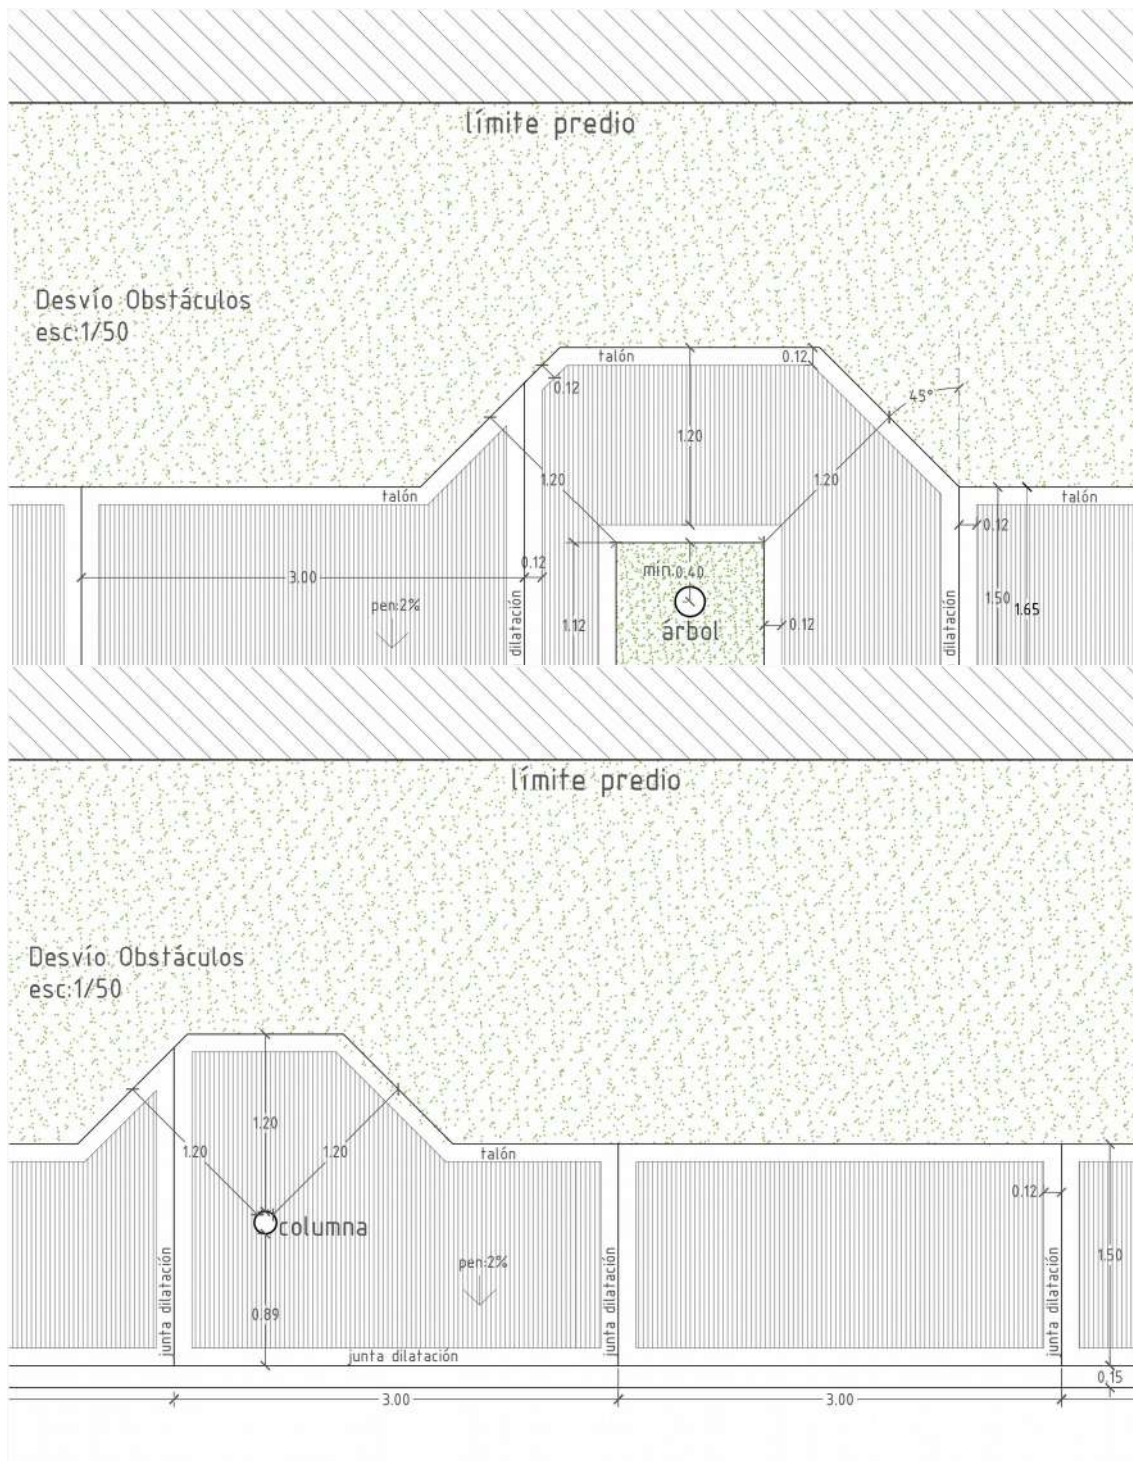 límite predio
Desvío Obstáculos
esc:1/50
talón
0.12
0.12
45°
1.20
1.20
1.20
talón
talón
0.12
0.12
3.00
min:0.40
pen:2%
1.50
1.65
1.12
árbol
0.12
dilatación
dilatación
límite predio
Desvío Obstáculos
esc:1/50
1.20
1.20
1.20
talón
0.12
columna
pen:2%
1.50
junta dilatación
junta dilatación
junta dilatación
0.89
junta dilatación
0,15
3.00
3.00